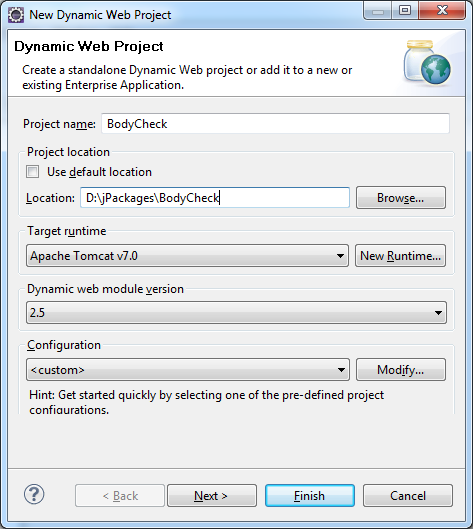 New Dynamic Web Project
Dynamic Web Project
Create a standalone Dynamic Web project or add it to a new or
existing Enterprise Application.
Project name: BodyCheck
Project location
Use default location
Location: D:\jPackages\BodyCheck Browse...
Target runtime
Apache Tomcat v7.0 New Runtime...
Dynamic web module version
2.5
Configuration
<custom> Modify...
Hint: Get started quickly by selecting one of the pre-defined project
configurations.
? < Back Next > Finish Cancel